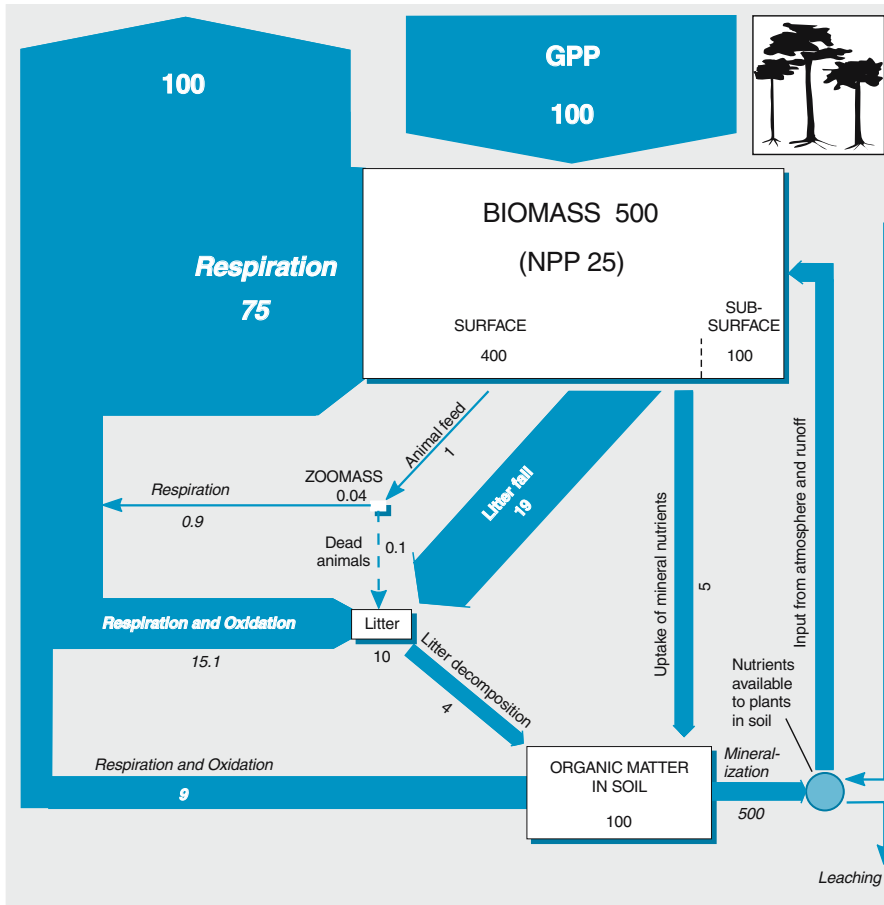 100
GPP
100
BIOMASS 500
(NPP 25)
Respiration
75
SURFACE
400
SUB-
SURFACE
100
Animal feed
1
ZOOMASS
0.04
Respiration
0.9
Dead
animals
0.1
Litter fall
19
Uptake of mineral nutrients
5
Input from atmosphere and runoff
Respiration and Oxidation
15.1
Litter
10
Litter decomposition
4
Nutrients
available
to plants
in soil
Respiration and Oxidation
9
ORGANIC MATTER
IN SOIL
100
Mineral-
ization
500
Leaching